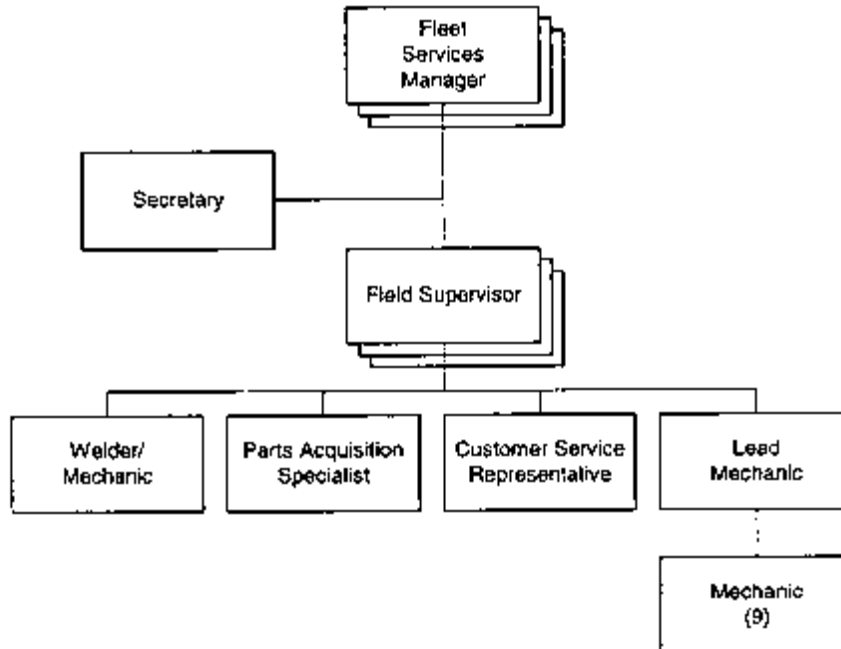 Fleet
Services
Manager
Secretary
Field Supervisor
Welder/
Mechanic
Parts Acquisition
Specialist
Customer Service
Representative
Lead
Mechanic
Mechanic
(9)